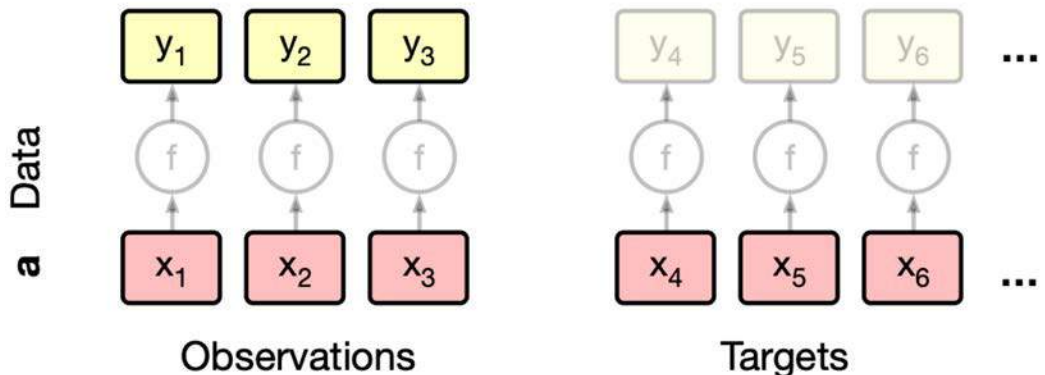 y1 y2 y3 y4 y5 y6 ...
f f f f f f
Data
a
x1 x2 x3 x4 x5 x6 ...
Observations Targets